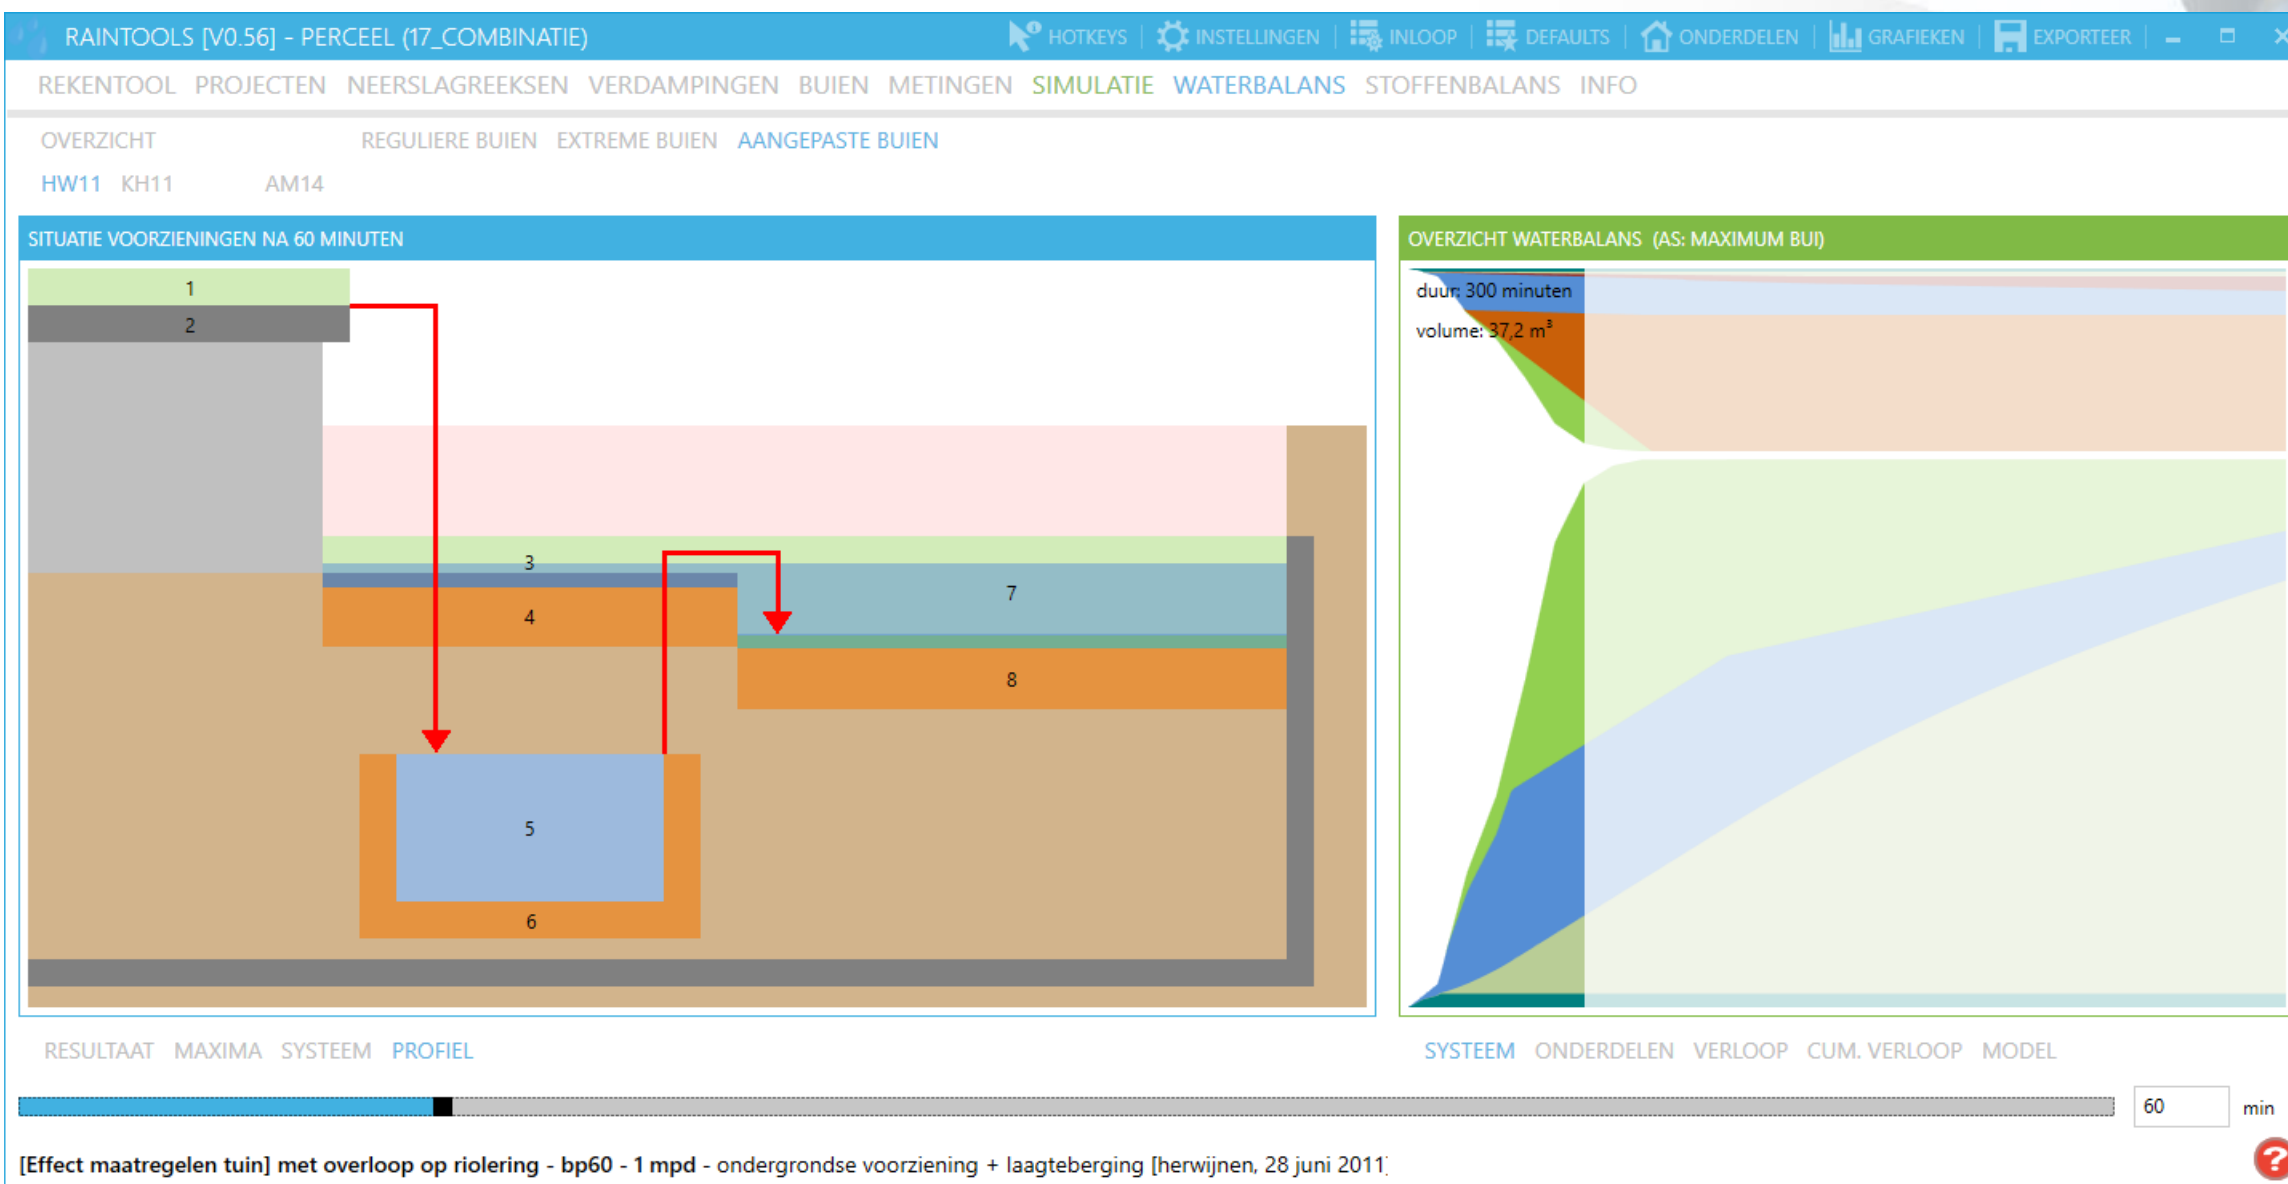 RAINTOOLS [V0.56] - PERCEEL (17_COMBINATIE) HOTKEYS INSTELLINGEN INLOOP DEFAULTS ONDERDELEN GRAFIEKEN EXPORTEER
REKENTOOL PROJECTEN NEERSLAGREEKSEN VERDAMPINGEN BUIEN METINGEN SIMULATIE WATERBALANS STOFFENBALANS INFO
OVERZICHT REGULIERE BUIEN EXTREME BUIEN AANGEPASTE BUIEN
HW11 KH11 AM14
SITUATIE VOORZIENINGEN NA 60 MINUTEN
1
2
3
4
7
8
5
6
OVERZICHT WATERBALANS (AS: MAXIMUM BUI)
duur: 300 minuten
volume: 37,2 m³
RESULTAAT MAXIMA SYSTEEM PROFIEL
SYSTEEM ONDERDELEN VERLOOP CUM. VERLOOP MODEL
60 min
[Effect maatregelen tuin] met overloop op riolering - bp60 - 1 mpd - ondergrondse voorziening + laagteberging [herwijnen, 28 juni 2011]
?